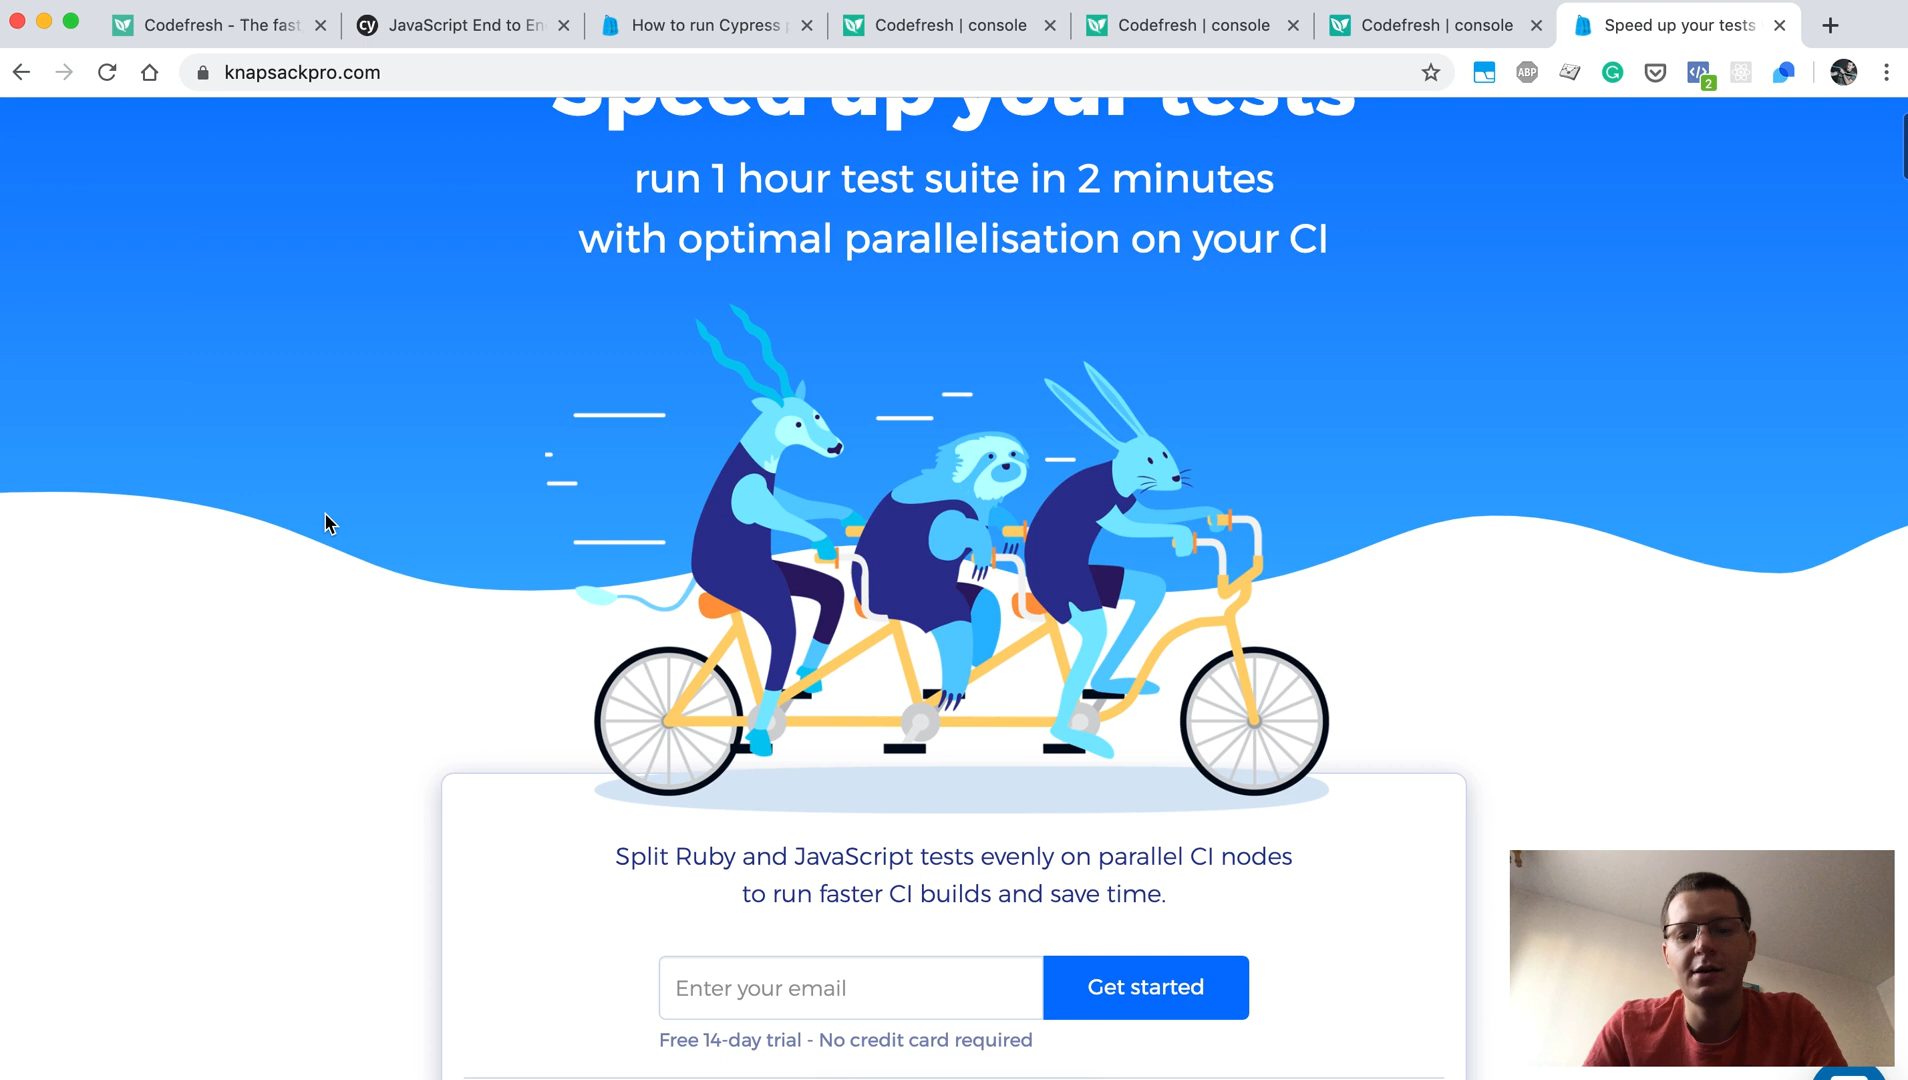 Codefresh - The fast
JavaScript End to En
How to run Cypress p
Codefresh | console
Codefresh | console
Codefresh | console
Speed up your tests
knapsackpro.com
ABP
2
Speed up your tests
run 1 hour test suite in 2 minutes
with optimal parallelisation on your CI
Split Ruby and JavaScript tests evenly on parallel CI nodes
to run faster CI builds and save time.
Enter your email
Get started
Free 14-day trial - No credit card required